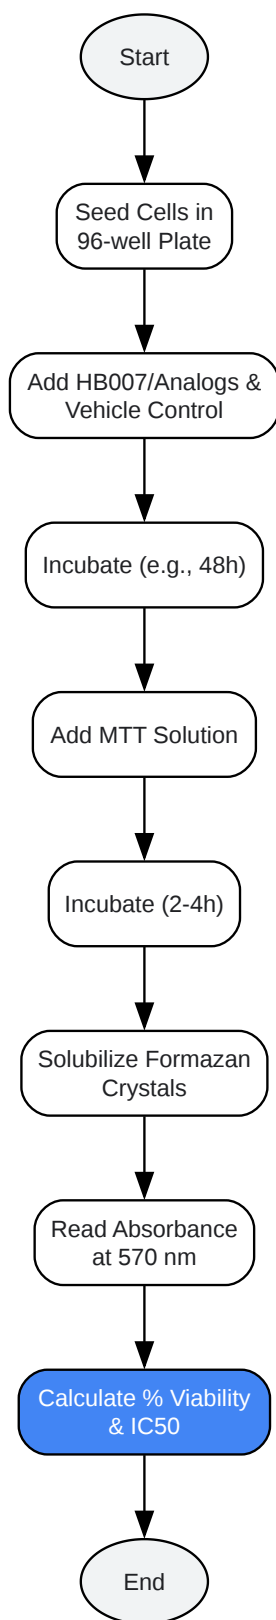 Start
Seed Cells in
96-well Plate
Add HB007/Analogs &
Vehicle Control
Incubate (e.g., 48h)
Add MTT Solution
Incubate (2-4h)
Solubilize Formazan
Crystals
Read Absorbance
at 570 nm
Calculate % Viability
& IC50
End